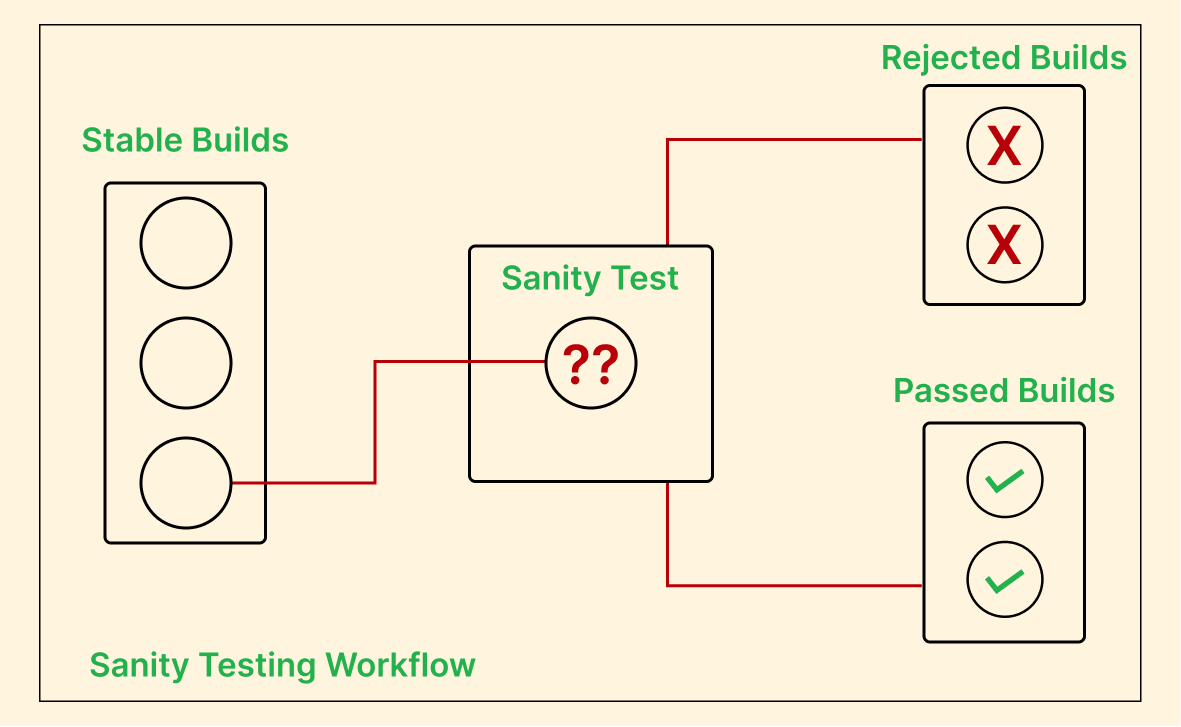 Rejected Builds
X
X
Stable Builds
Sanity Test
??
Passed Builds
Sanity Testing Workflow